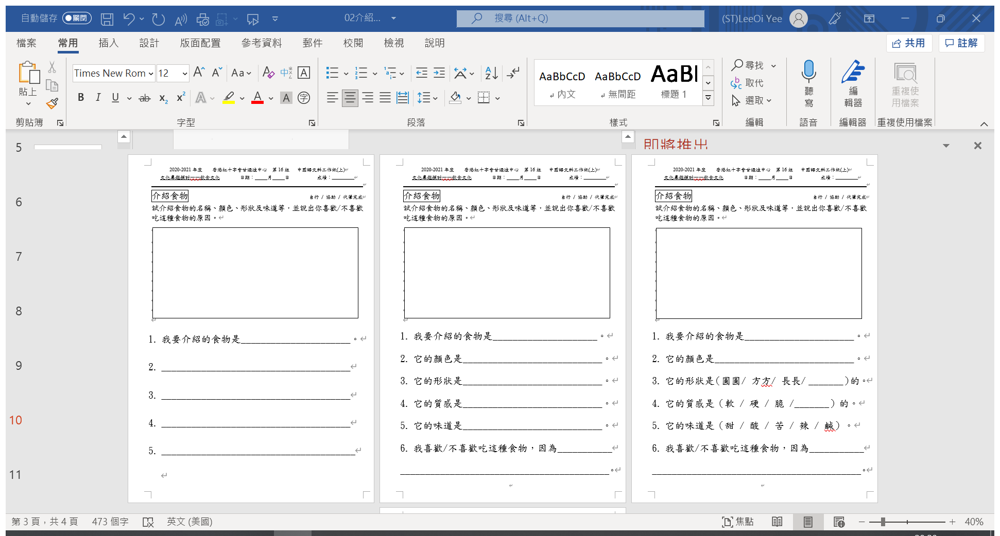 自動儲存 關閉 02介紹... 搜尋 (Alt+Q) (ST)LeeOi Yee
檔案 常用 插入 設計 版面配置 參考資料 郵件 校閱 檢視 說明 共用 註解
Times New Rom 12
貼上
AaBbCcD AaBbCcD AaBl
內文 無間距 標題 1
尋找
取代
選取
聽
寫
編
輯器
重複使
用檔案
剪貼簿 字型 段落 樣式 編輯 語音 編輯器 重複使用檔案
即將推出
5
6
7
8
9
10
11
2020-2021 年度 香港紅十字會甘迺迪中心 第 16 組 中國語文科工作紙(上)
文化專題探討——飲食文化 日期：____月____日 成績：________
介紹食物 自行 / 協助 / 代筆完成
試介紹食物的名稱、顏色、形狀及味道等，並說出你喜歡/不喜歡
吃這種食物的原因。
1. 我要介紹的食物是______________________。
2. ______________________________________
3. ______________________________________
4. ______________________________________
5. _______________________________________
2020-2021 年度 香港紅十字會甘迺迪中心 第 16 組 中國語文科工作紙(上)
文化專題探討——飲食文化 日期：____月____日 成績：________
介紹食物 自行 / 協助 / 代筆完成
試介紹食物的名稱、顏色、形狀及味道等，並說出你喜歡/不喜歡
吃這種食物的原因。
1. 我要介紹的食物是_____________________。
2. 它的顏色是____________________________。
3. 它的形狀是____________________________。
4. 它的質感是____________________________。
5. 它的味道是____________________________。
6. 我喜歡/不喜歡吃這種食物，因為___________
__________________________________________。
2020-2021 年度 香港紅十字會甘迺迪中心 第 16 組 中國語文科工作紙(上)
文化專題探討——飲食文化 日期：____月____日 成績：________
介紹食物 自行 / 協助 / 代筆完成
試介紹食物的名稱、顏色、形狀及味道等，並說出你喜歡/不喜歡
吃這種食物的原因。
1. 我要介紹的食物是______________________。
2. 它的顏色是____________________________。
3. 它的形狀是(圓圓/ 方方/ 長長/_______)的。
4. 它的質感是 (軟 / 硬 / 脆 /_______) 的。
5. 它的味道是 (甜 / 酸 / 苦 / 辣 / 鹹) 。
6. 我喜歡/不喜歡吃這種食物，因為___________
__________________________________________。
第 3 頁，共 4 頁 473 個字 英文 (美國) 焦點 40%